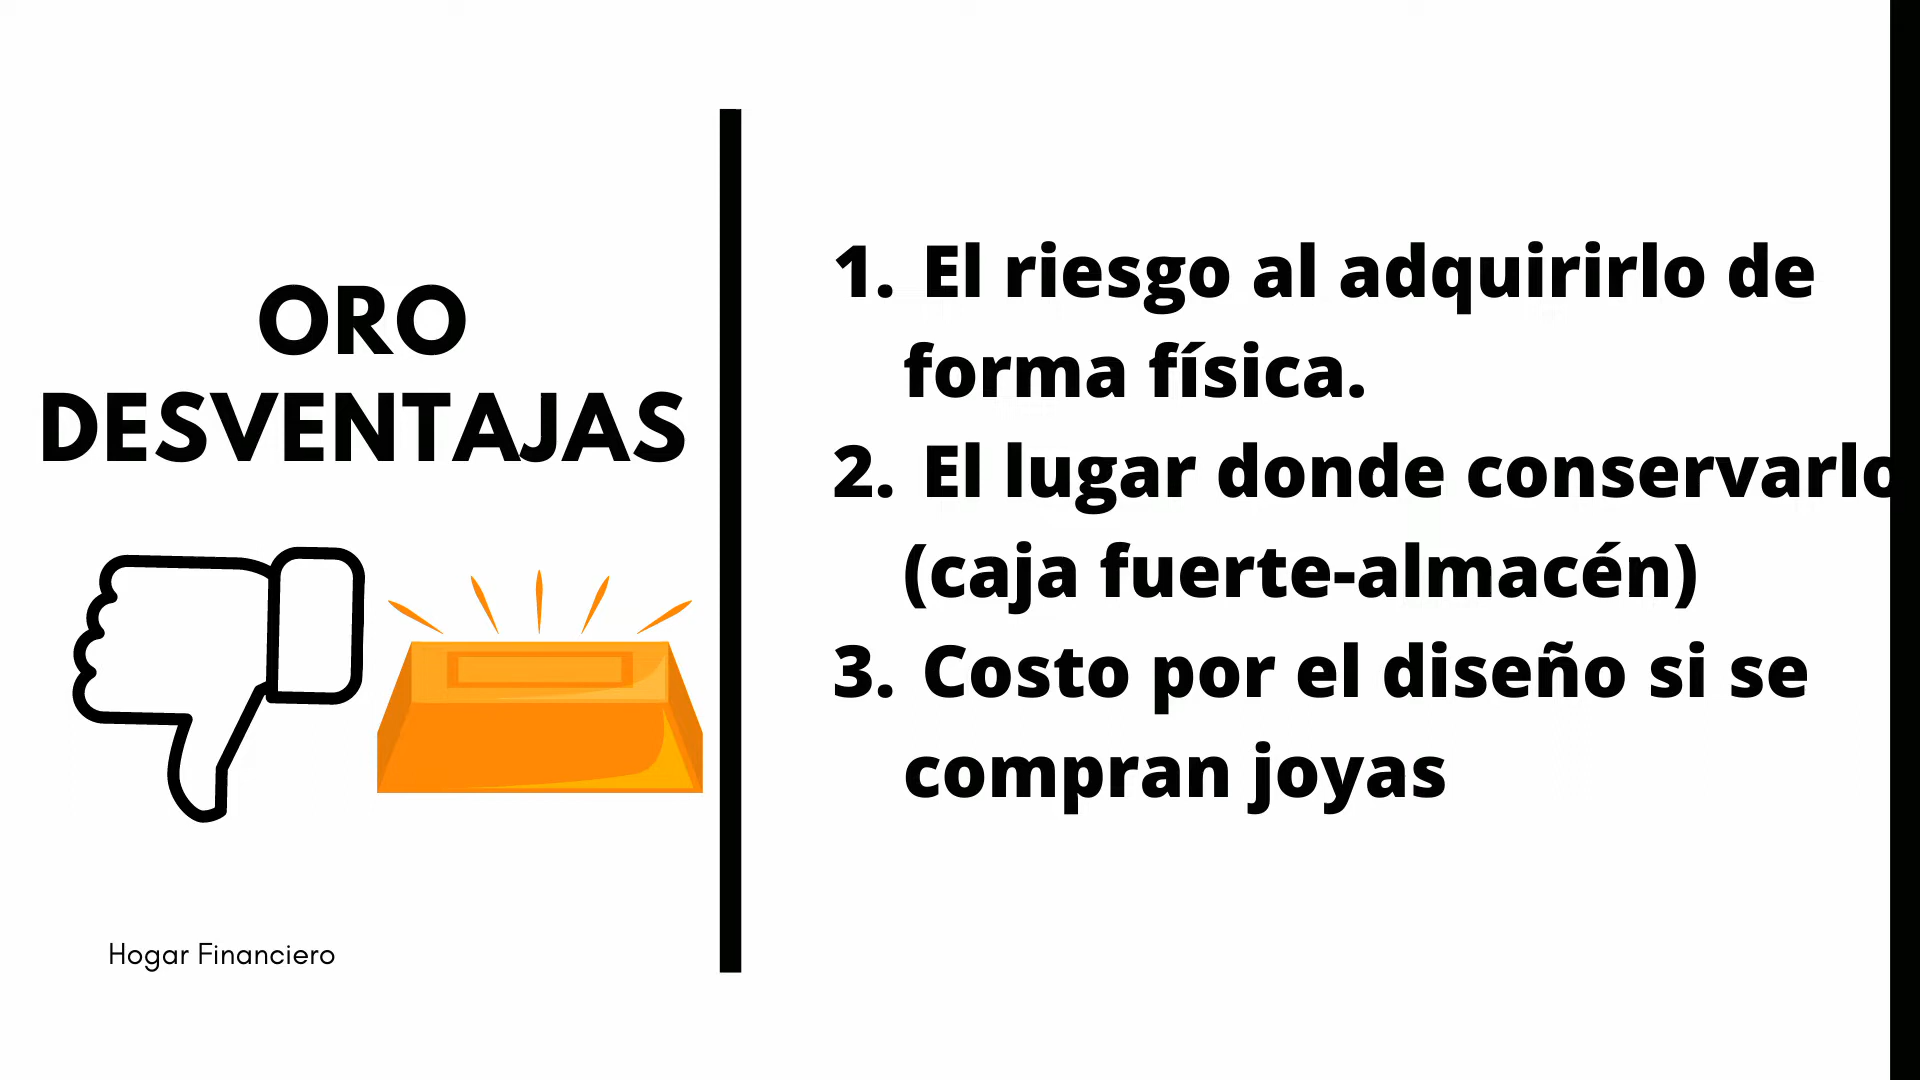 ORO
DESVENTAJAS
Hogar Financiero
1. El riesgo al adquirirlo de
forma física.
2. El lugar donde conservarlo
(caja fuerte-almacén)
3. Costo por el diseño si se
compran joyas